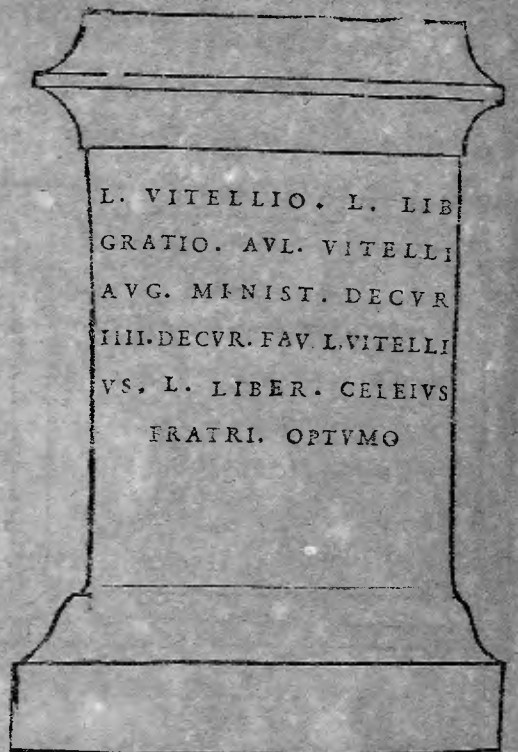 L. VITELLIO. L. LIB
GRATIO. AVL. VITELLI
AVG. MINIST. DECVR
IIII. DECVR. FAV. L. VITELLI
VS. L. LIBER. CELEIVS
FRATRI. OPTVMO